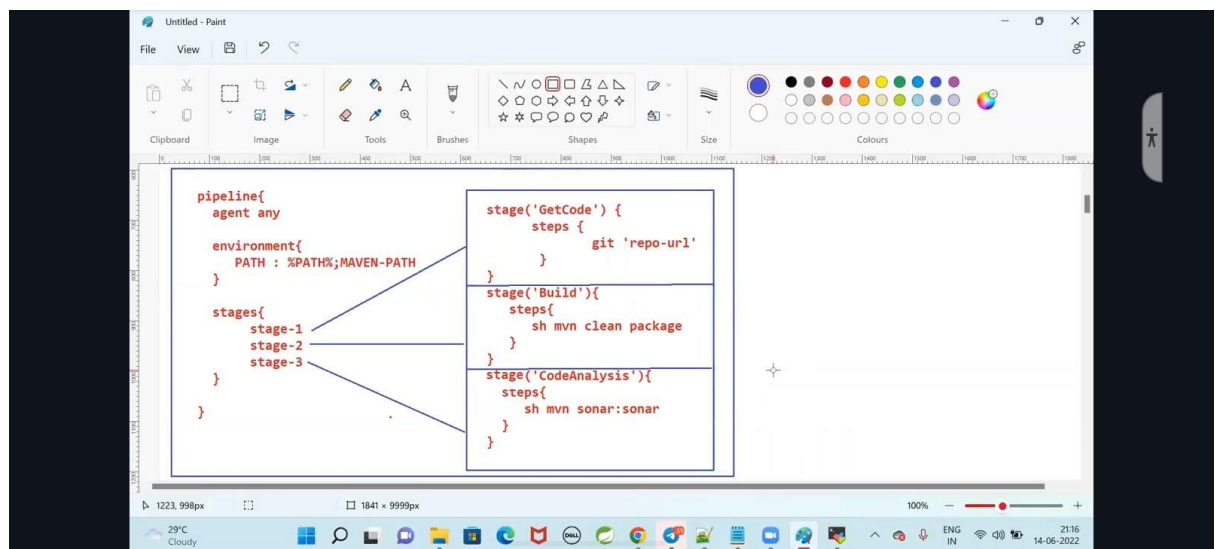 Untitled - Paint
File View
Clipboard
Image
Tools
Brushes
Shapes
Size
Colours
pipeline{
agent any
environment{
PATH : %PATH%;MAVEN-PATH
}
stages{
stage-1
stage-2
stage-3
}
}
stage('GetCode') {
steps {
git 'repo-url'
}
}
stage('Build'){
steps{
sh mvn clean package
}
}
stage('CodeAnalysis'){
steps{
sh mvn sonar:sonar
}
}
1223, 998px
1841 × 9999px
100%
29°C
Cloudy
DELL
ENG
IN
21:16
14-06-2022